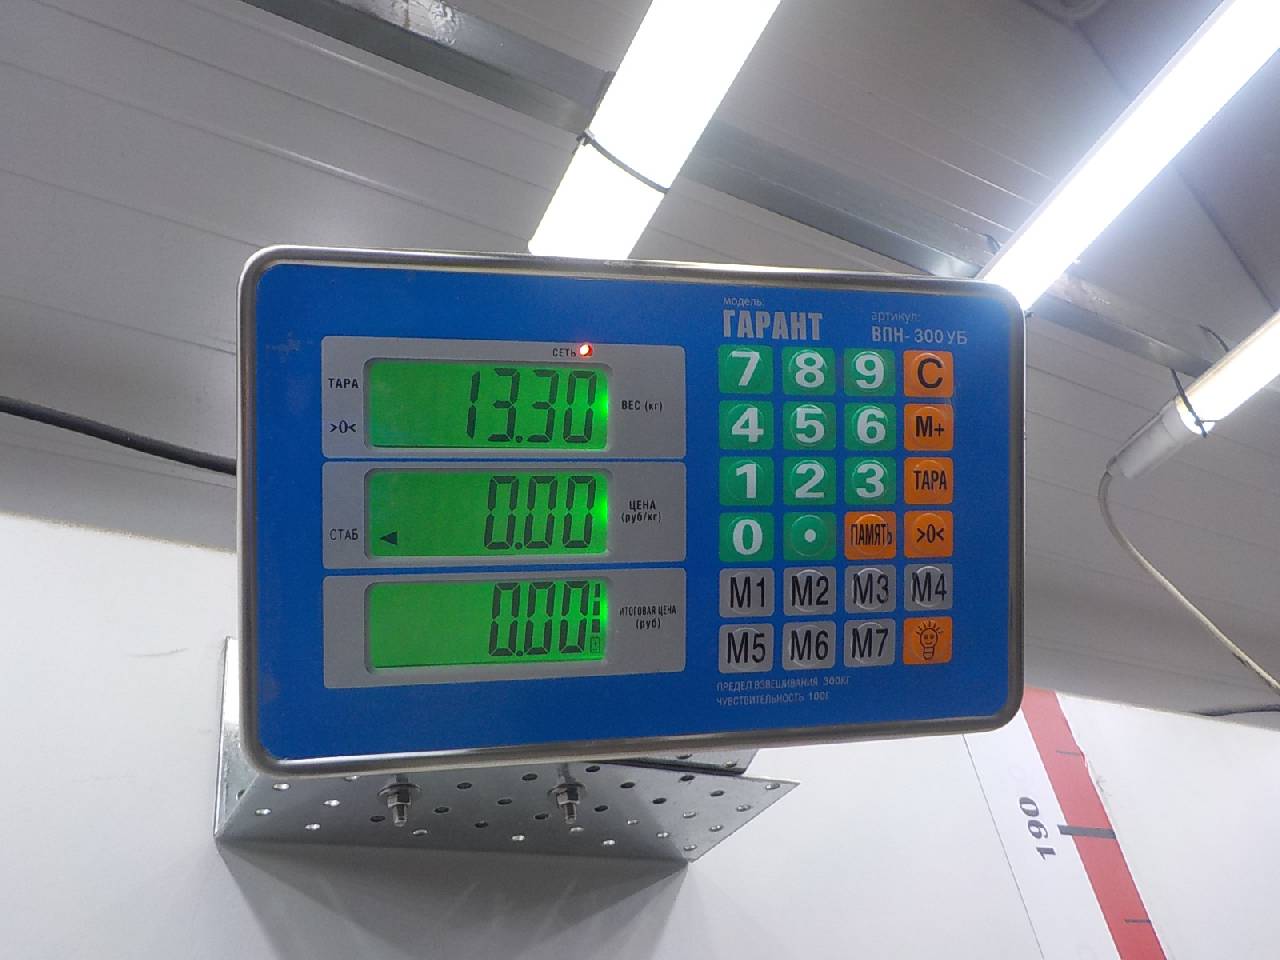 модель:
ГАРАНТ
артикул:
ВПН-300 УБ
СЕТЬ
ТАРА
>0<
13.30
ВЕС (кг)
СТАБ
0.00
ЦЕНА
(руб/кг)
0.00
ИТОГОВАЯ ЦЕНА
(руб)
7 8 9 C
4 5 6 M+
1 2 3 ТАРА
0 . ПАМЯТЬ >0<
M1 M2 M3 M4
M5 M6 M7
ПРЕДЕЛ ВЗВЕШИВАНИЯ 300КГ
ЧУВСТВИТЕЛЬНОСТЬ 100Г
190